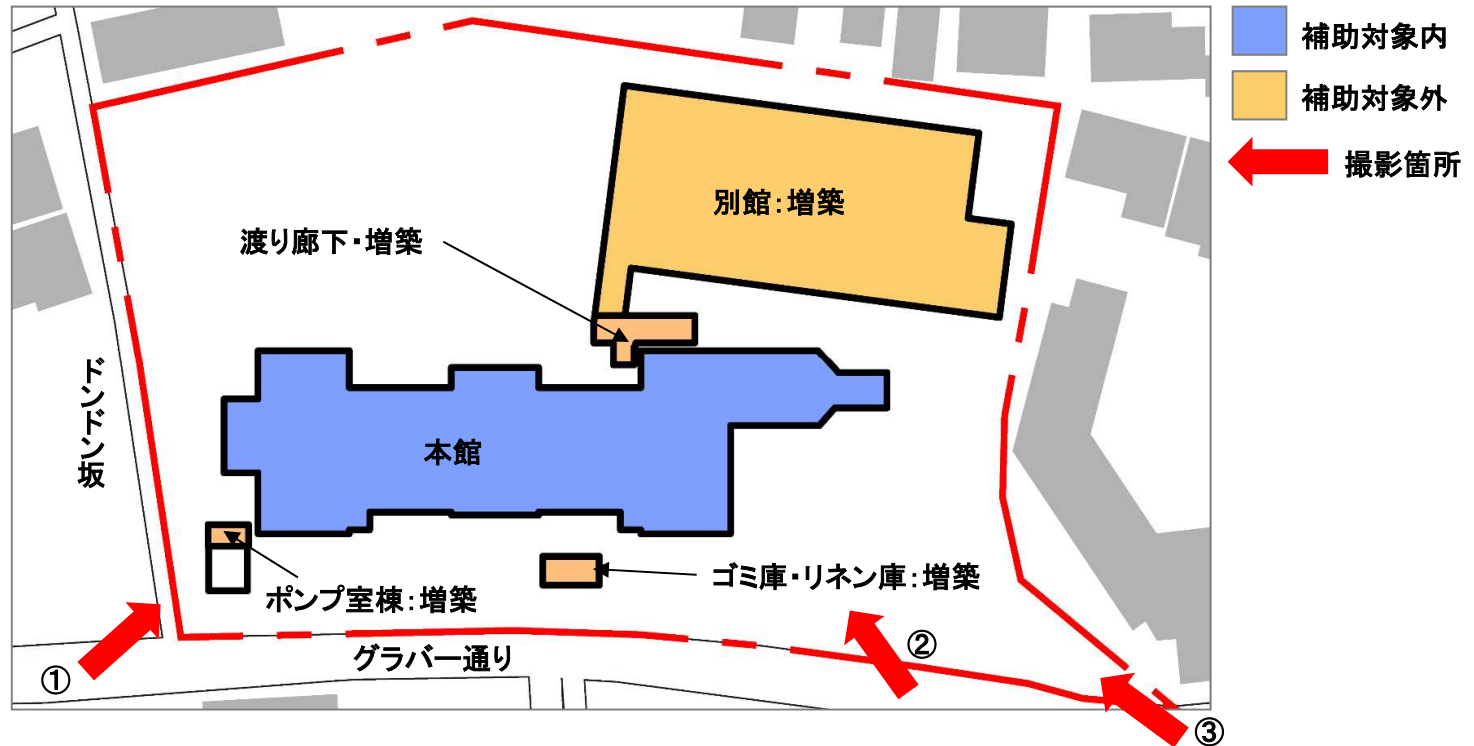 補助対象内
補助対象外
撮影箇所
別館：増築
渡り廊下・増築
ドンドン坂
本館
ポンプ室棟：増築
ゴミ庫・リネン庫：増築
グラバー通り
①
②
③